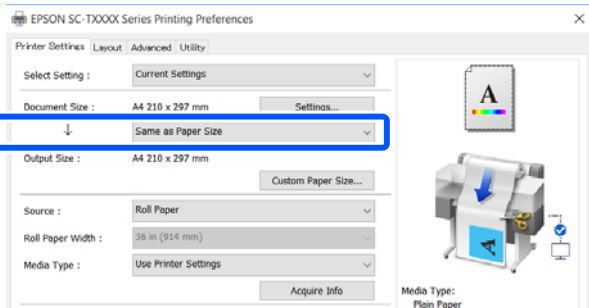 EPSON SC-TXXXX Series Printing Preferences
Printer Settings Layout Advanced Utility
Select Setting : Current Settings
Document Size : A4 210 x 297 mm Settings...
↓ Same as Paper Size
Output Size : A4 210 x 297 mm
Custom Paper Size...
Source : Roll Paper
Roll Paper Width : 36 in (914 mm)
Media Type : Use Printer Settings
Acquire Info
A
A
Media Type:
Plain Paper